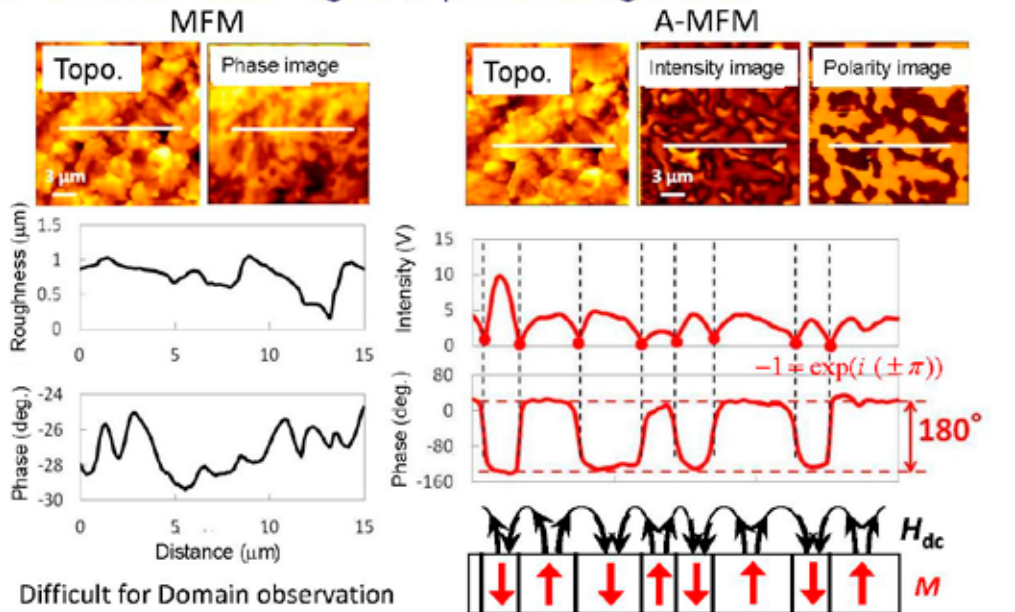 MFM
A-MFM
Topo.
Phase image
3 μm
Topo.
Intensity image
3 μm
Polarity image
Roughness (μm)
1.5
1
0.5
0
0
5
10
15
Phase (deg.)
-24
-26
-28
-30
0
5
10
15
Distance (μm)
Difficult for Domain observation
Intensity (V)
15
10
5
0
−1 = exp(i (± π))
Phase (deg.)
80
0
-80
-160
180°
Hdc
M